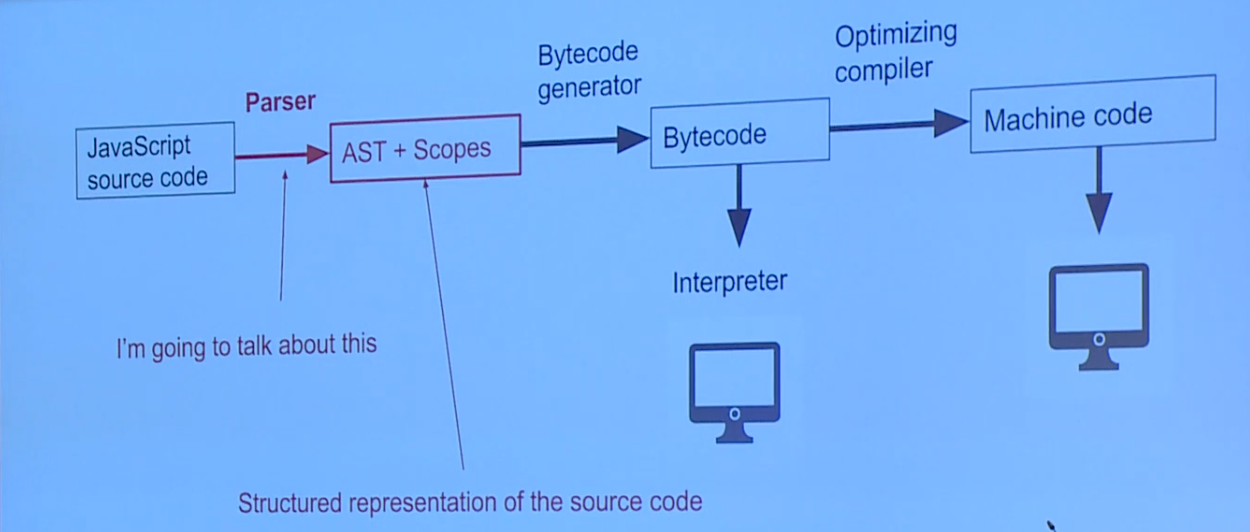 Optimizing
compiler
Bytecode
generator
Parser
JavaScript
source code
AST + Scopes
Bytecode
Machine code
Interpreter
I'm going to talk about this
Structured representation of the source code